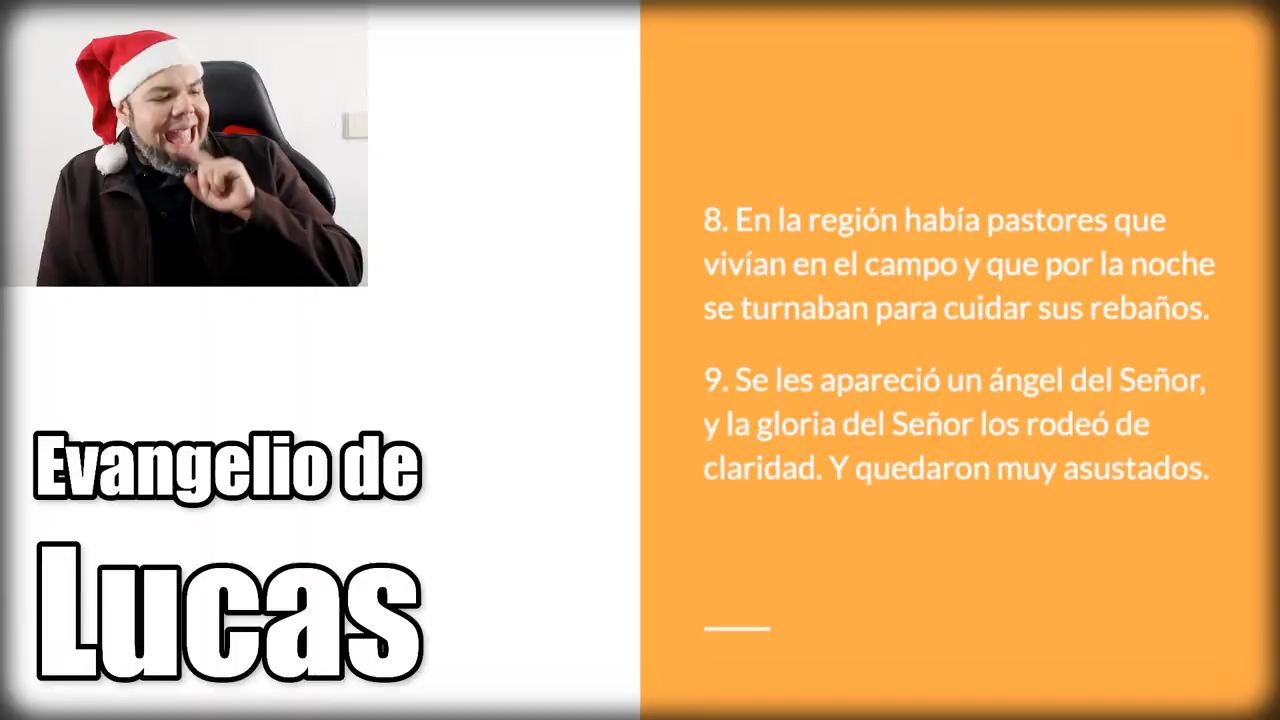 Evangelio de
Lucas
8. En la región había pastores que
vivían en el campo y que por la noche
se turnaban para cuidar sus rebaños.
9. Se les apareció un ángel del Señor,
y la gloria del Señor los rodeó de
claridad. Y quedaron muy asustados.